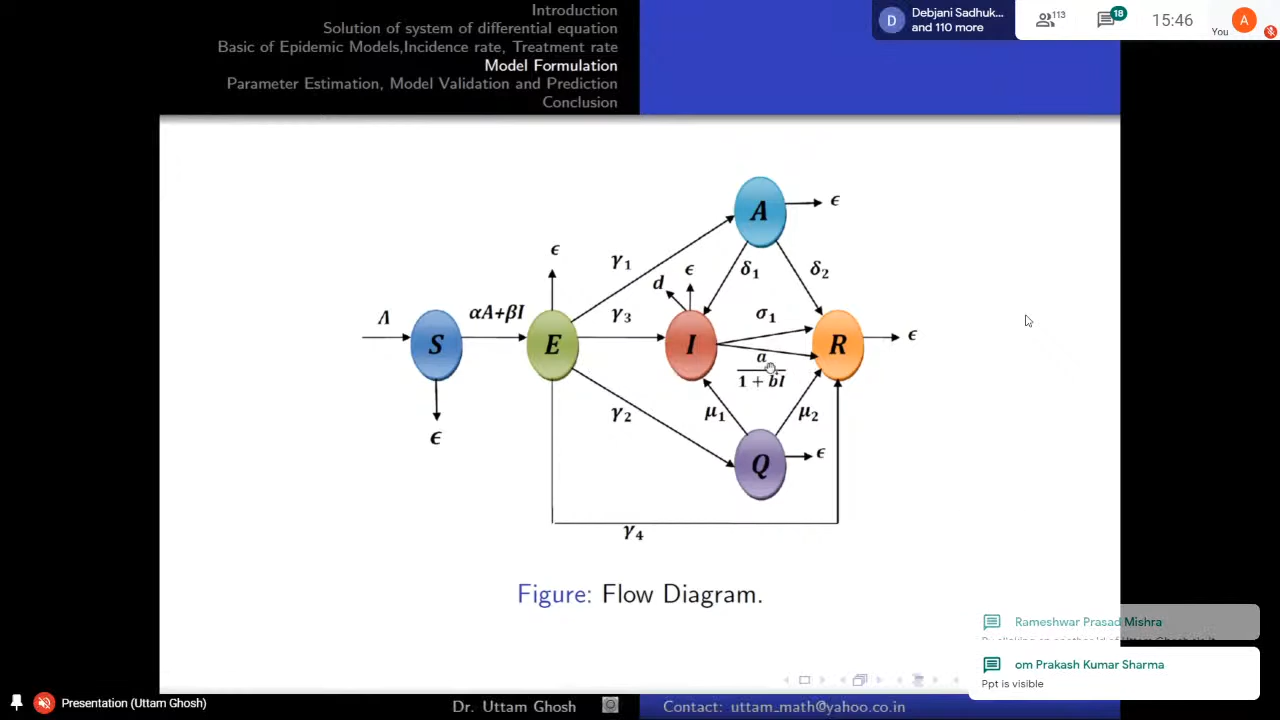 Introduction
Solution of system of differential equation
Basic of Epidemic Models,Incidence rate, Treatment rate
Model Formulation
Parameter Estimation, Model Validation and Prediction
Conclusion
D
Debjani Sadhuk...
and 110 more
113
18
15:46
You
A
A
ϵ
ϵ
γ1
d
ϵ
δ1
δ2
Λ
αA+βI
γ3
σ1
S
E
I
R
ϵ
a
1 + bI
γ2
μ1
μ2
ϵ
Q
ϵ
γ4
Figure: Flow Diagram.
Rameshwar Prasad Mishra
om Prakash Kumar Sharma
Ppt is visible
Presentation (Uttam Ghosh)
Dr. Uttam Ghosh
Contact: uttam_math@yahoo.co.in